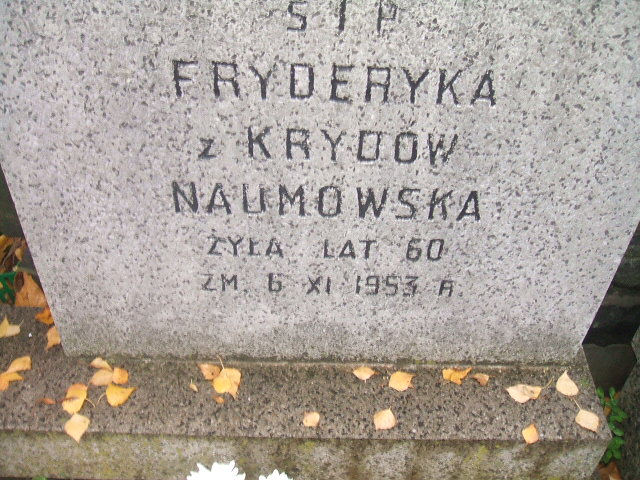 Ś I P
FRYDERYKA
z KRYDÓW
NAUMOWSKA
ŻYŁA LAT 60
ZM. 6 XI 1953 R.